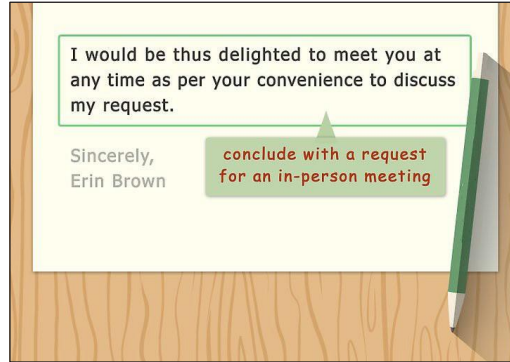 I would be thus delighted to meet you at
any time as per your convenience to discuss
my request.
Sincerely,
Erin Brown
conclude with a request
for an in-person meeting